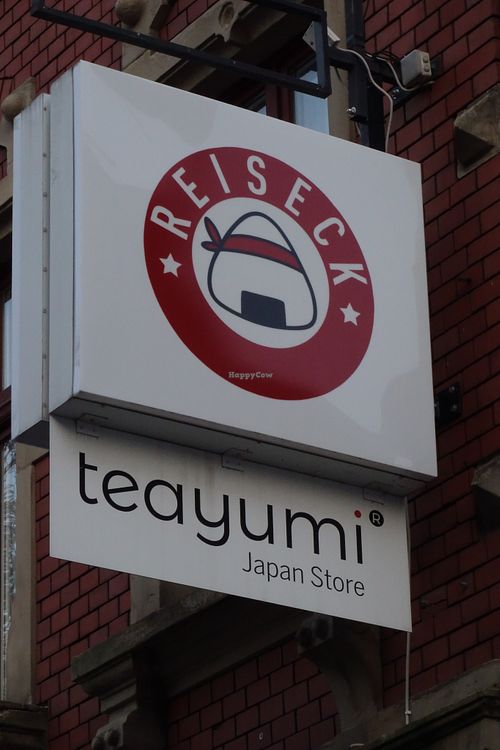 REISECK
HappyCow
teayumi®
Japan Store